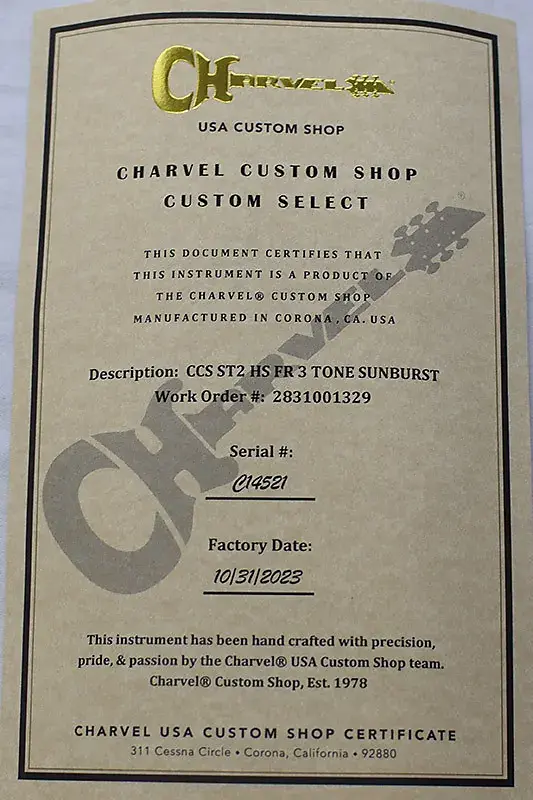 CHARVEL
USA CUSTOM SHOP
CHARVEL CUSTOM SHOP
CUSTOM SELECT
THIS DOCUMENT CERTIFIES THAT
THIS INSTRUMENT IS A PRODUCT OF
THE CHARVEL® CUSTOM SHOP
MANUFACTURED IN CORONA, CA. USA
CHARVEL®
Description: CCS ST2 HS FR 3 TONE SUNBURST
Work Order #: 2831001329
Serial #:
C14521
Factory Date:
10/31/2023
This instrument has been hand crafted with precision,
pride, & passion by the Charvel® USA Custom Shop team.
Charvel® Custom Shop, Est. 1978
CHARVEL USA CUSTOM SHOP CERTIFICATE
311 Cessna Circle • Corona, California • 92880